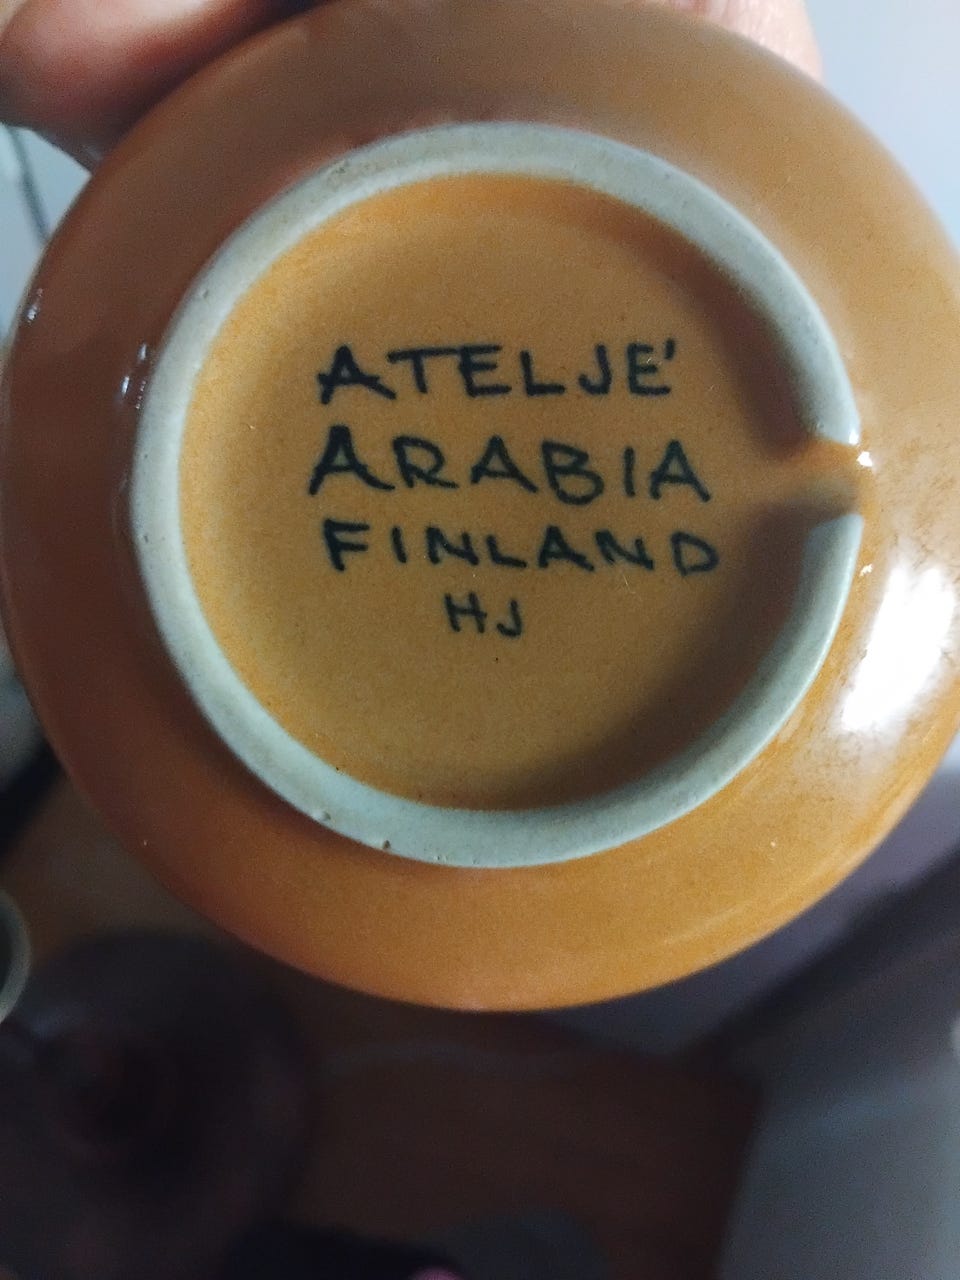 ATELJE'
ARABIA
FINLAND
HJ